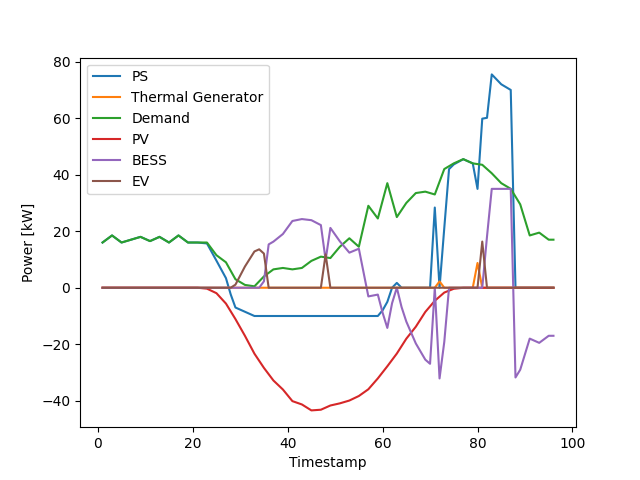 80
60
40
20
0
−20
−40
Power [kW]
PS
Thermal Generator
Demand
PV
BESS
EV
0 20 40 60 80 100
Timestamp